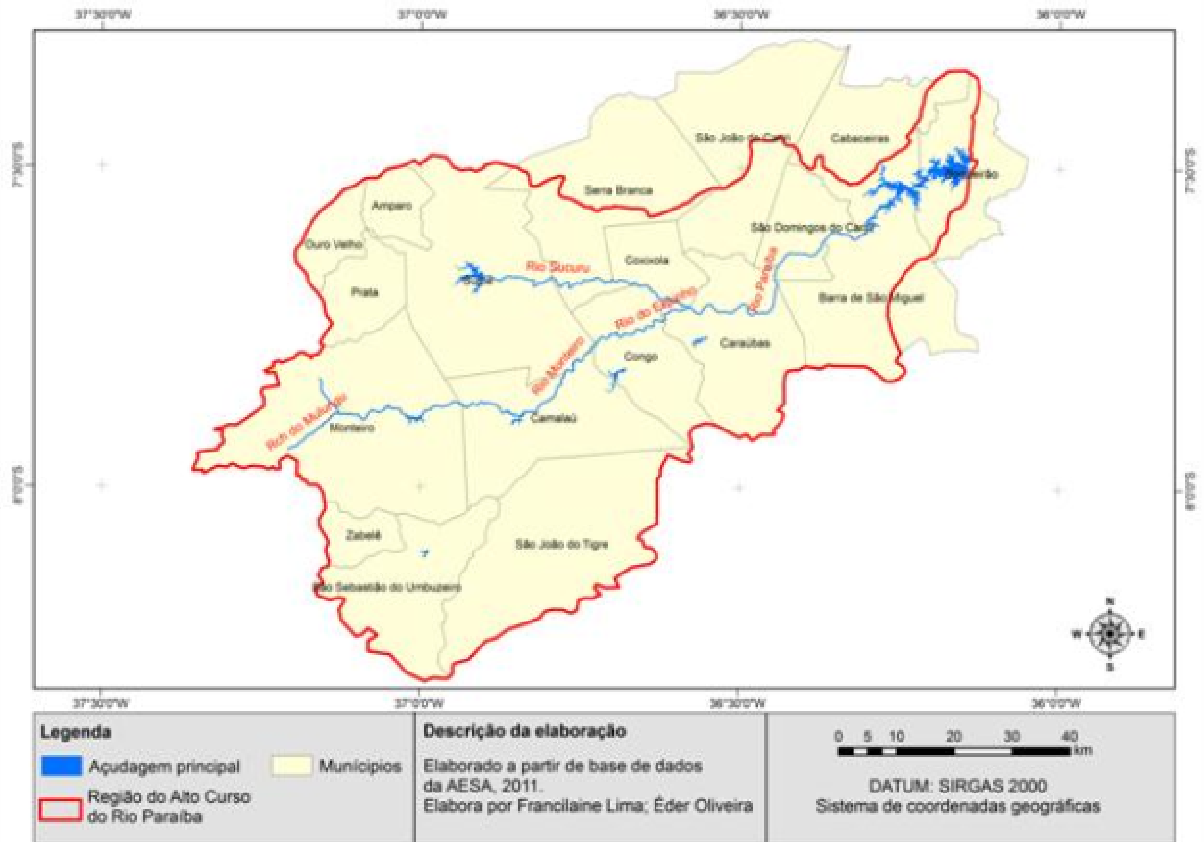 37°30'0"W 37°0'0"W 36°30'0"W 36°0'0"W
7°30'0"S
7°30'0"S
8°0'0"S
8°0'0"S
São João do Cariri
Cabaceiras
Serra Branca
Amparo
Ouro Velho
São Domingos do Cariri
Coxixola
Rio Sucuru
Prata
Rio Paraíba
Barra de São Miguel
Rio do Espinho
Caraúbas
Congo
Rio Monteiro
Camalaú
Monteiro
Zabelê
São João do Tigre
São Sebastião do Umbuzeiro
N
W E
S
37°30'0"W 37°0'0"W 36°30'0"W 36°0'0"W
Legenda
Açudagem principal
Munícipios
Região do Alto Curso
do Rio Paraíba
Descrição da elaboração
Elaborado a partir de base de dados
da AESA, 2011.
Elabora por Francilaine Lima; Éder Oliveira
0 5 10 20 30 40
km
DATUM: SIRGAS 2000
Sistema de coordenadas geográficas